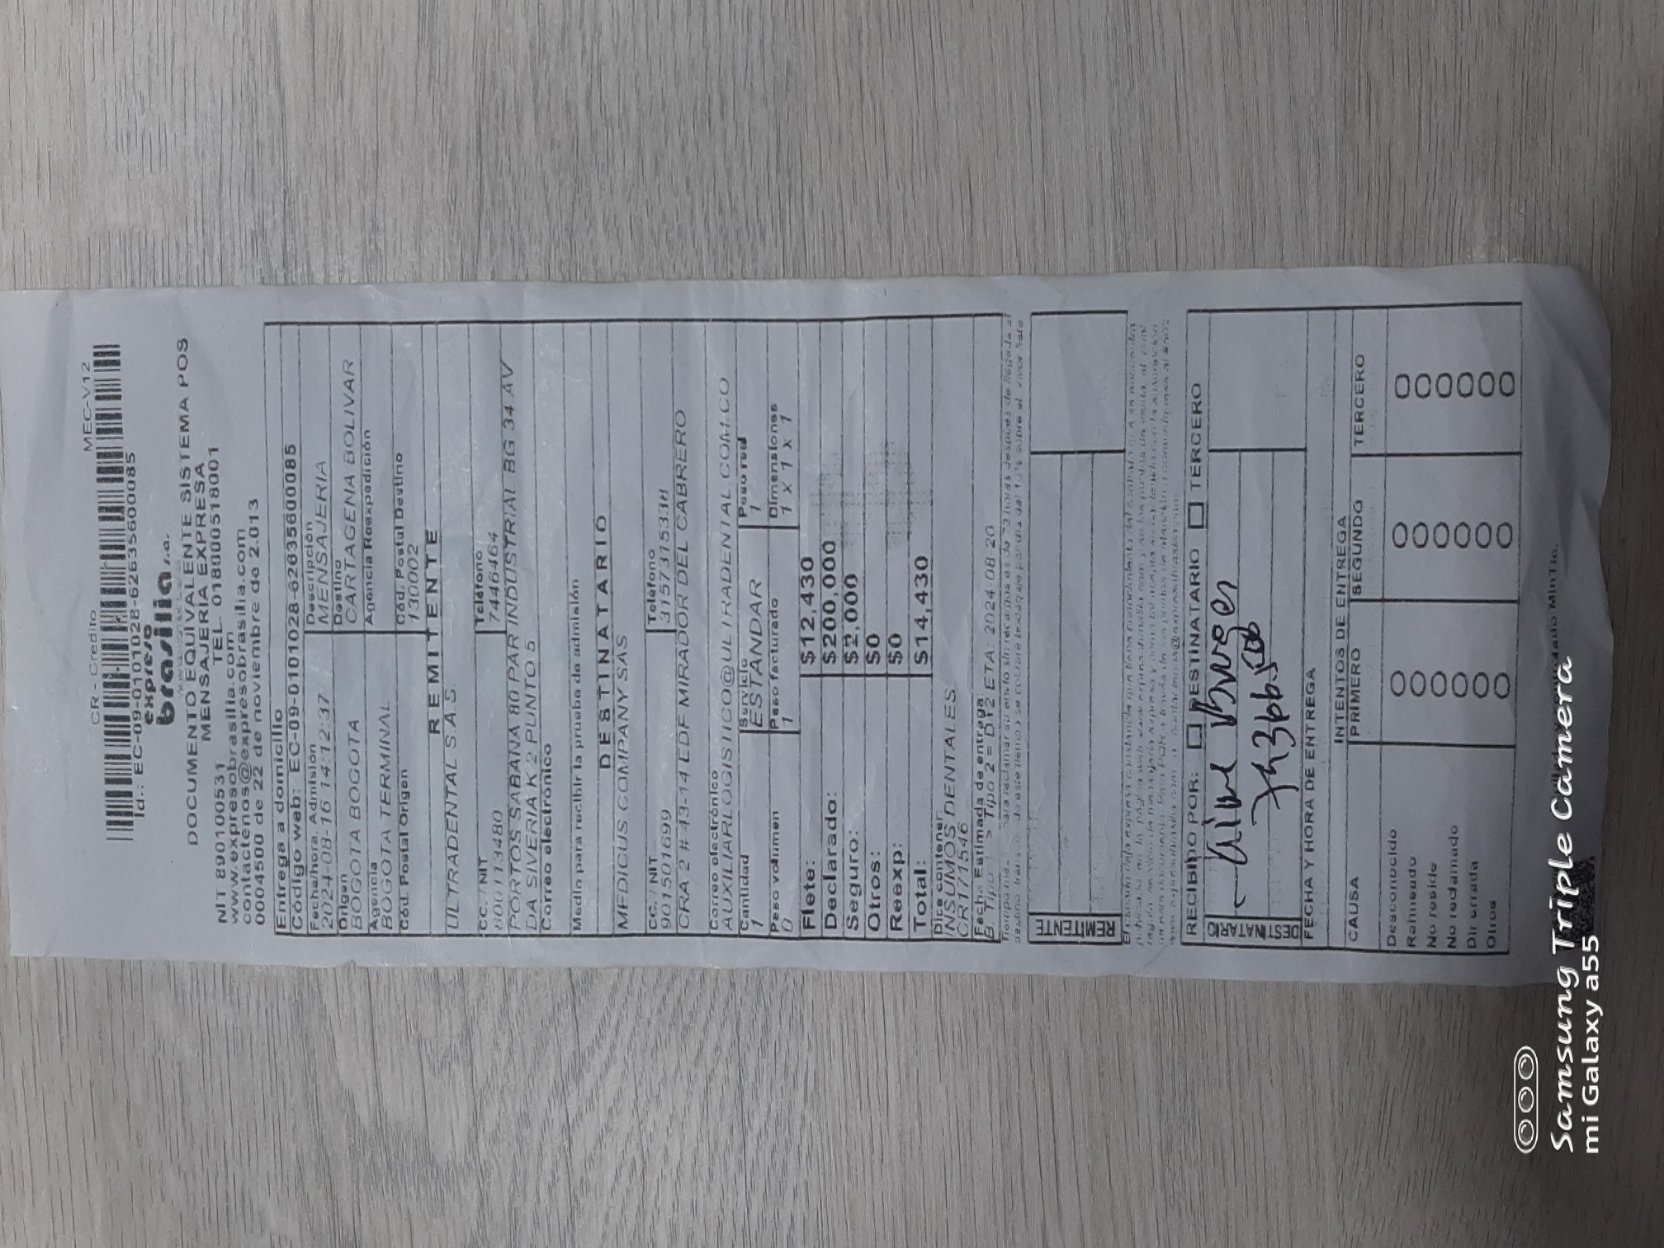 CR - Credito MEC-V12
Id.: EC-09-0101028-62635600085
expreso
brasilia s.a.
DOCUMENTO EQUIVALENTE SISTEMA POS
MENSAJERIA EXPRESA
NIT 890100531 TEL. 018000518001
www.expresobrasilia.com
contactenos@expresobrasilia.com
0004500 de 22 de noviembre de 2.013
Entrega a domicilio
Código web: EC-09-0101028-62635600085
Fecha/hora. Admisión Descripción
2024-08-16 14:12:37 MENSAJERIA
Origen Destino
BOGOTA BOGOTA CARTAGENA BOLIVAR
Agencia Agencia Reexpedición
BOGOTA TERMINAL
Cód. Postal Origen Cód. Postal Destino
130002
REMITENTE
ULTRADENTAL S A S
CC. / NIT Teléfono
800113480 7446464
PORTOS SABANA 80 PAR INDUSTRIAL BG 34 AV
DA SIVERIA K 2 PUNTO 5
Correo electrónico
Medio para recibir la prueba de admisión
DESTINATARIO
MEDICUS COMPANY SAS
CC. / NIT Teléfono
901501699 3157315338
CRA 2 # 43-14 EDF MIRADOR DEL CABRERO
Correo electrónico
AUXILIARLOGISTICO@ULTRADENTAL.COM.CO
Cantidad Servicio Peso real
1 ESTANDAR 1
Peso volumen Peso facturado Dimensiones
0 1 1 x 1 x 1
Flete: $12,430
Declarado: $200,000
Seguro: $2,000
Otros: $0
Reexp: $0
Total: $14,430
Dice contener
INSUMOS DENTALES
CR171546
Fecha Estimada de entrega
B Tipo 1 -> Tipo 2 = D12 ETA: 2024-08-20
REMITENTE
RECIBIDO POR: DESTINATARIO TERCERO
DESTINATARIO
FECHA Y HORA DE ENTREGA
INTENTOS DE ENTREGA
CAUSA PRIMERO SEGUNDO TERCERO
Desconocido
Rehusado
No reside
No reclamado
Dir errada
Otros
Samsung Triple Camera
mi Galaxy a55